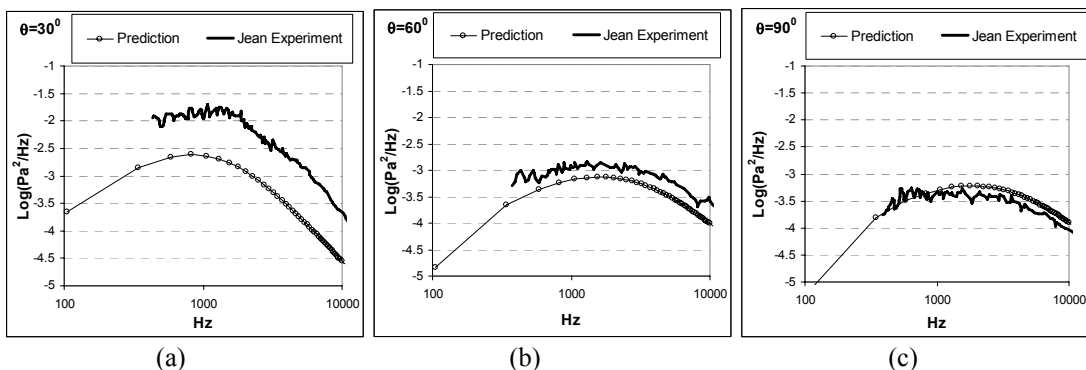 θ=30⁰
Prediction Jean Experiment
-1
-1.5
-2
-2.5
-3
-3.5
-4
-4.5
-5
Log(Pa²/Hz)
100 1000 10000
Hz
(a)
θ=60⁰
Prediction Jean Experiment
-1
-1.5
-2
-2.5
-3
-3.5
-4
-4.5
-5
Log(Pa²/Hz)
100 1000 10000
Hz
(b)
θ=90⁰
Prediction Jean Experiment
-1
-1.5
-2
-2.5
-3
-3.5
-4
-4.5
-5
Log(Pa²/Hz)
100 1000 10000
Hz
(c)